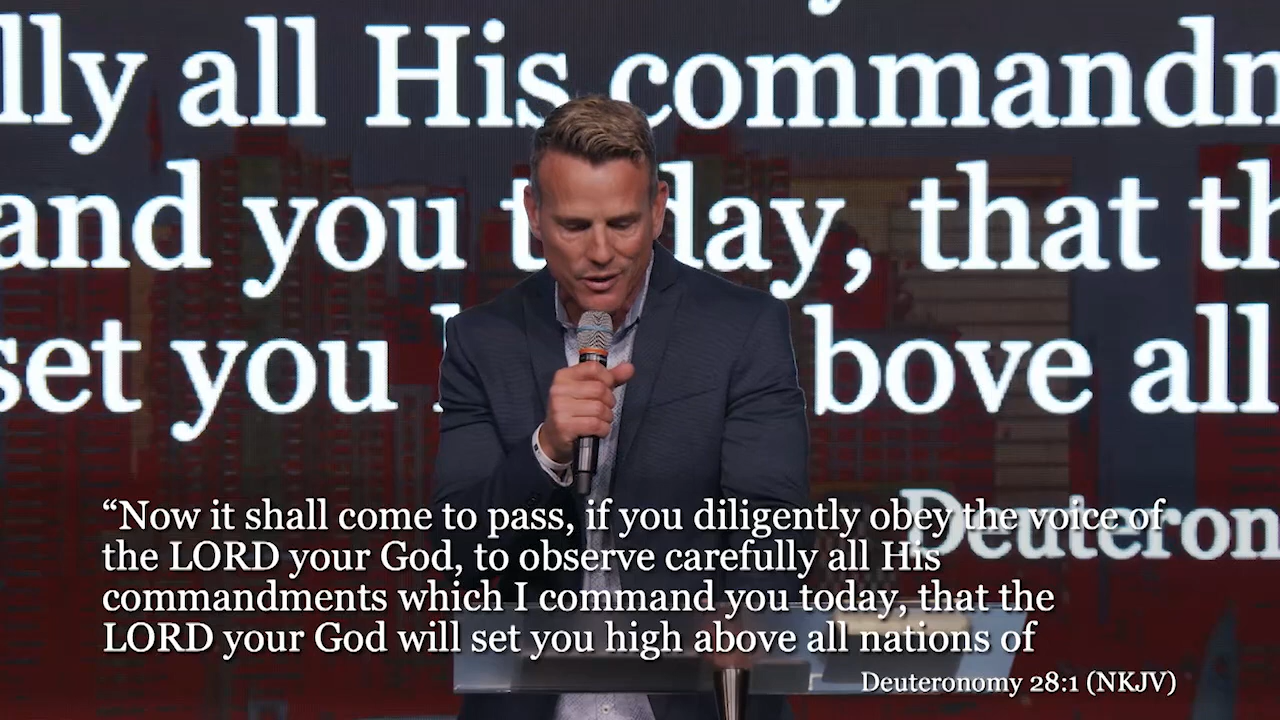 lly all His commandm
and you today, that th
set you bove all
Deuteron
“Now it shall come to pass, if you diligently obey the voice of
the LORD your God, to observe carefully all His
commandments which I command you today, that the
LORD your God will set you high above all nations of
Deuteronomy 28:1 (NKJV)